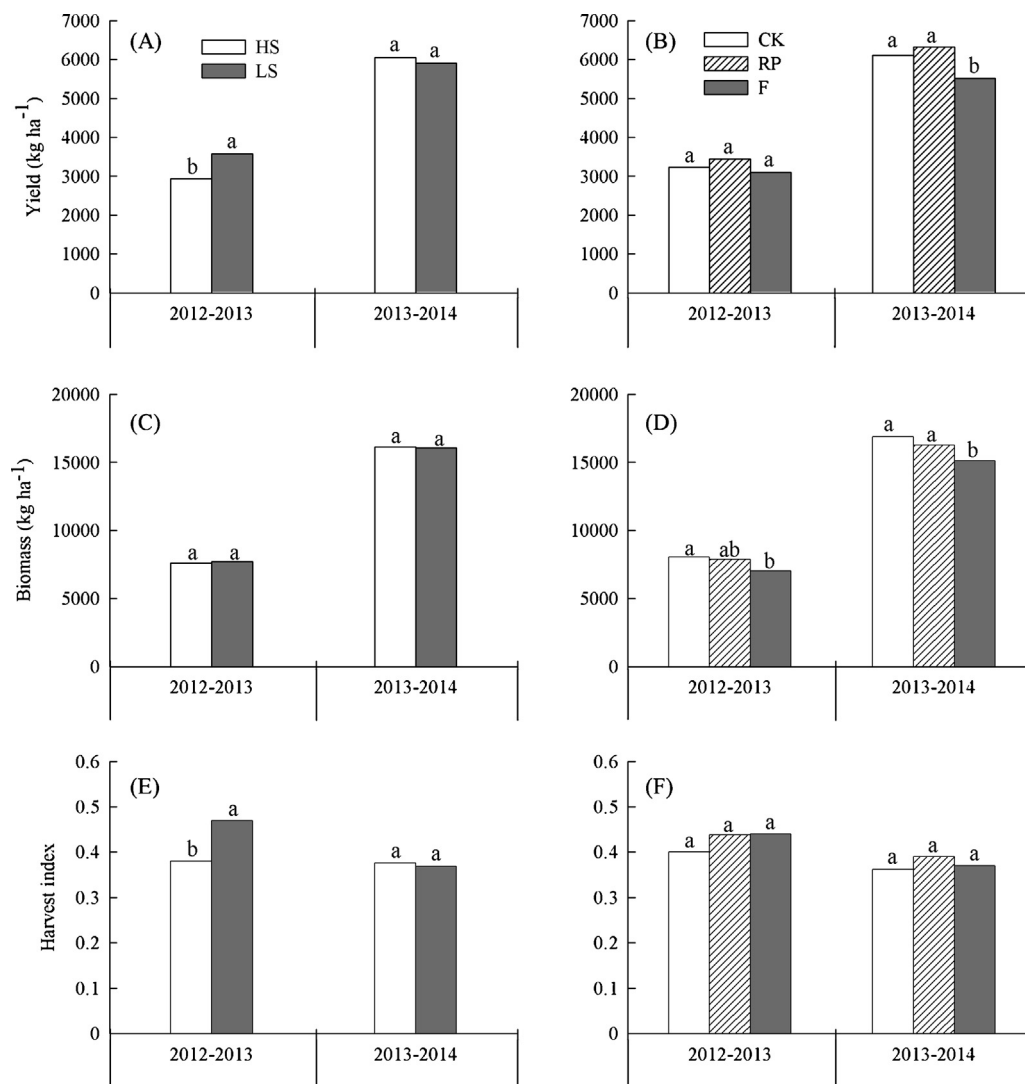 (A)
HS
LS
Yield (kg ha⁻¹)
7000
6000
5000
4000
3000
2000
1000
0
b
a
a
a
2012-2013
2013-2014
(B)
CK
RP
F
7000
6000
5000
4000
3000
2000
1000
0
a
a
a
a
a
b
2012-2013
2013-2014
(C)
Biomass (kg ha⁻¹)
20000
15000
10000
5000
0
a
a
a
a
2012-2013
2013-2014
(D)
20000
15000
10000
5000
0
a
ab
b
a
a
b
2012-2013
2013-2014
(E)
Harvest index
0.6
0.5
0.4
0.3
0.2
0.1
0
b
a
a
a
2012-2013
2013-2014
(F)
0.6
0.5
0.4
0.3
0.2
0.1
0
a
a
a
a
a
a
2012-2013
2013-2014